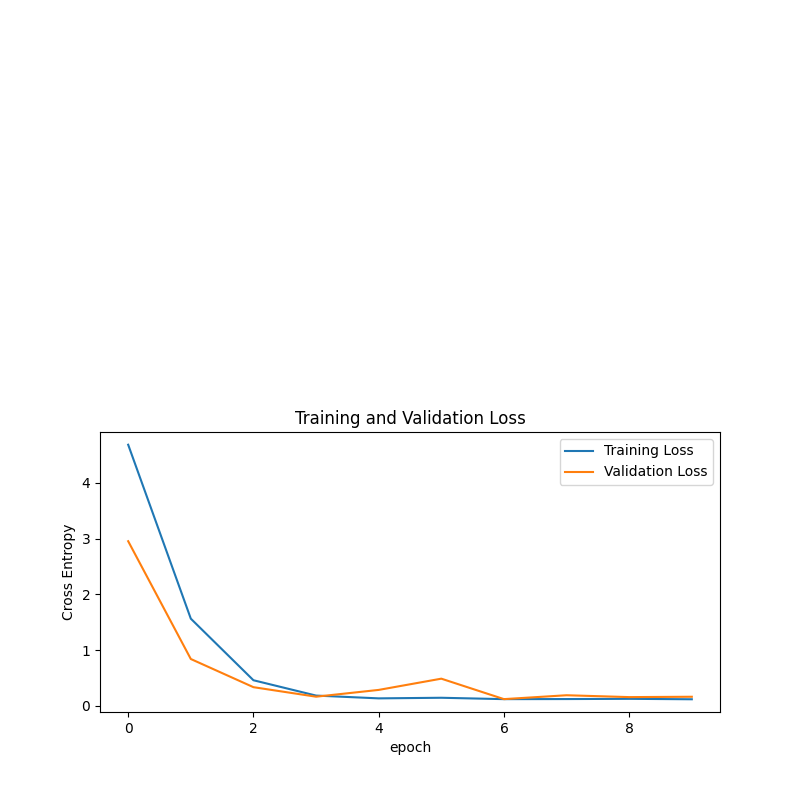 Training and Validation Loss
Training Loss
Validation Loss
4
3
2
1
0
Cross Entropy
0 2 4 6 8
epoch